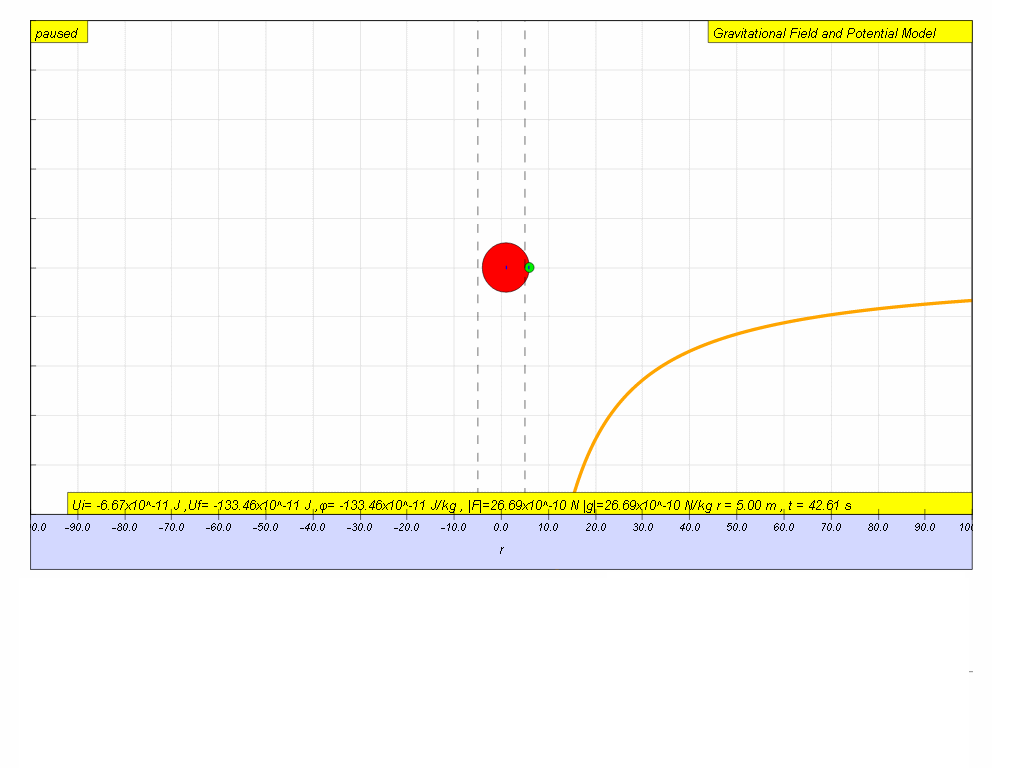 paused
Gravitational Field and Potential Model
Ui= -6.67x10^-11 J ,Uf= -133.46x10^-11 J ,φ= -133.46x10^-11 J/kg , |F|=26.69x10^-10 N |g|=26.69x10^-10 N/kg r = 5.00 m , t = 42.61 s
00.0 -90.0 -80.0 -70.0 -60.0 -50.0 -40.0 -30.0 -20.0 -10.0 0.0 10.0 20.0 30.0 40.0 50.0 60.0 70.0 80.0 90.0 100
r